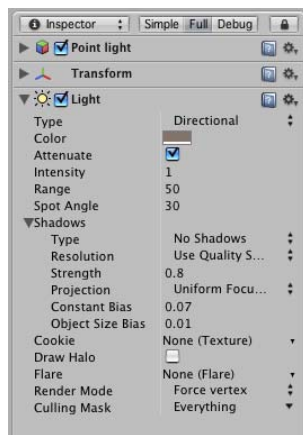 Inspector Simple Full Debug
Point light
Transform
Light
Type Directional
Color
Attenuate
Intensity 1
Range 50
Spot Angle 30
Shadows
Type No Shadows
Resolution Use Quality S...
Strength 0.8
Projection Uniform Focu...
Constant Bias 0.07
Object Size Bias 0.01
Cookie None (Texture)
Draw Halo
Flare None (Flare)
Render Mode Force vertex
Culling Mask Everything